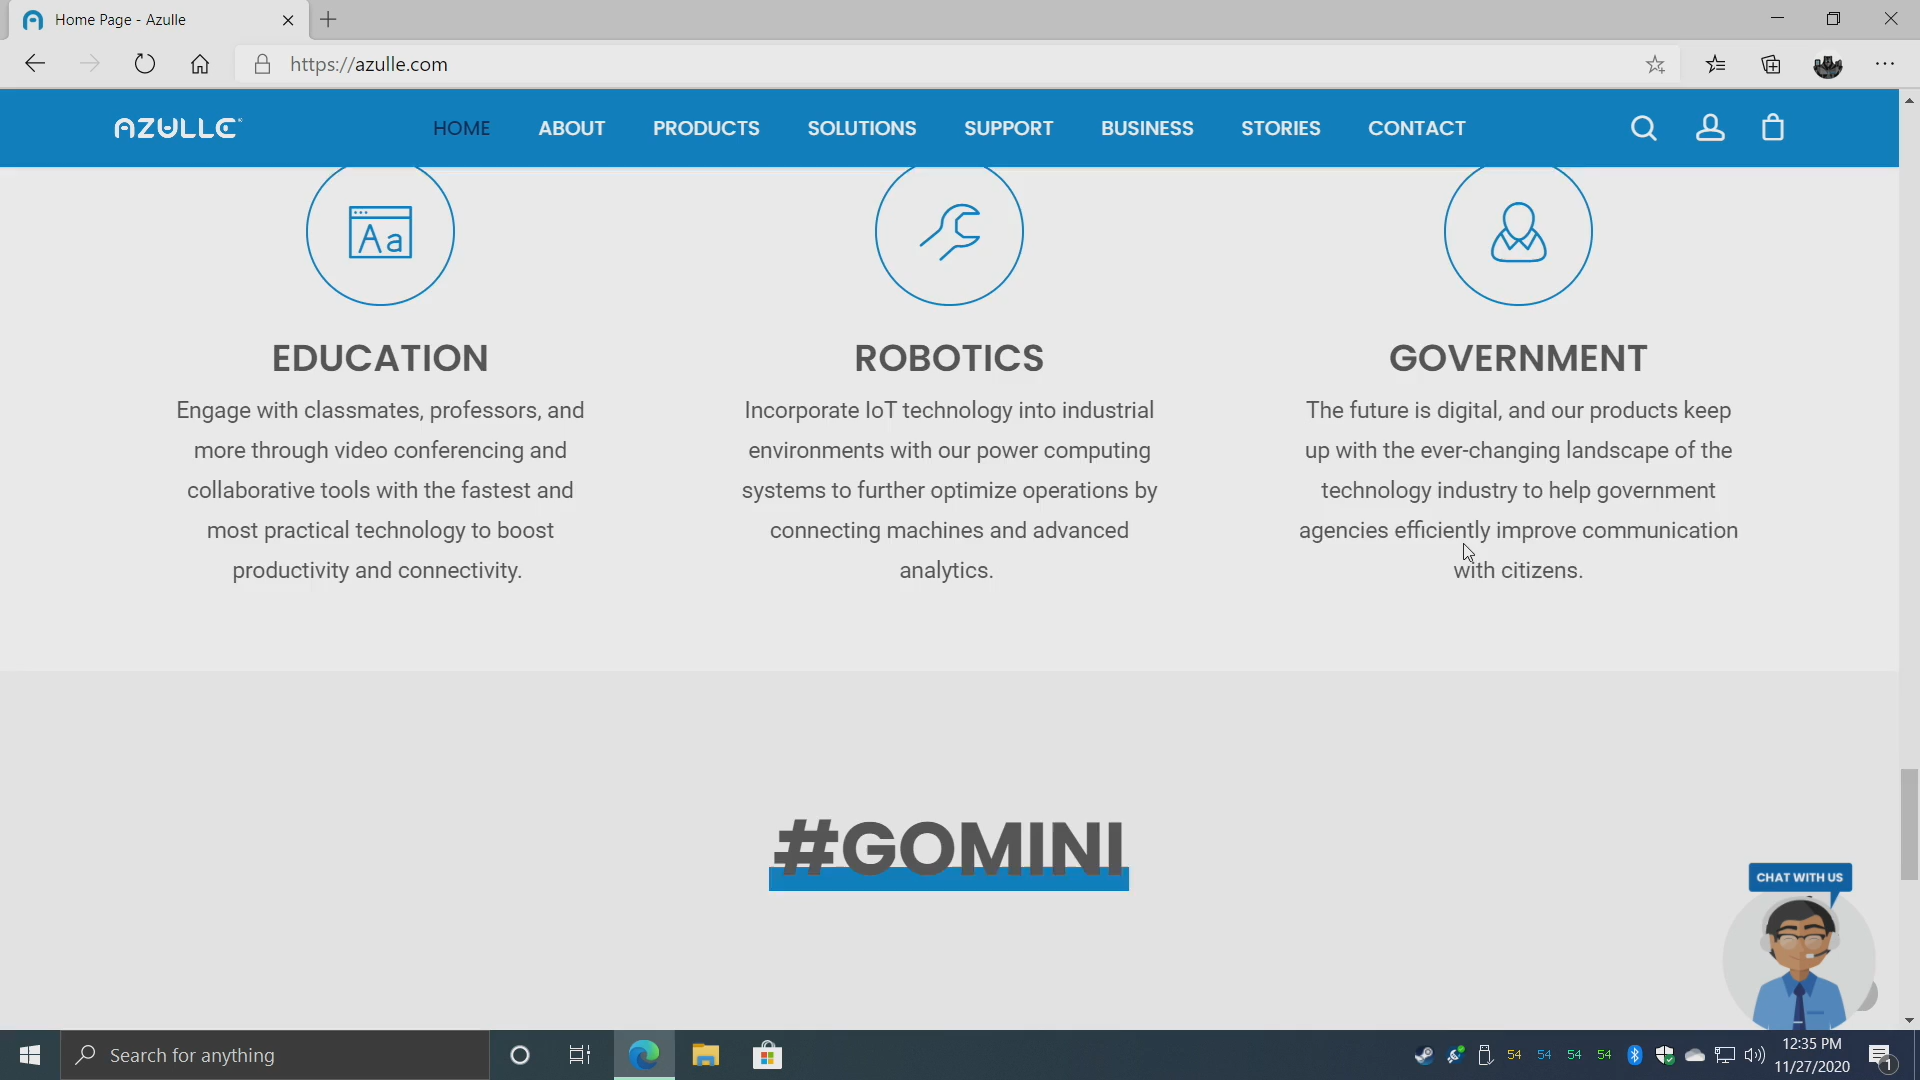 Home Page - Azulle
https://azulle.com
AZULLE
HOME ABOUT PRODUCTS SOLUTIONS SUPPORT BUSINESS STORIES CONTACT
Aa
EDUCATION
Engage with classmates, professors, and
more through video conferencing and
collaborative tools with the fastest and
most practical technology to boost
productivity and connectivity.
ROBOTICS
Incorporate IoT technology into industrial
environments with our power computing
systems to further optimize operations by
connecting machines and advanced
analytics.
GOVERNMENT
The future is digital, and our products keep
up with the ever-changing landscape of the
technology industry to help government
agencies efficiently improve communication
with citizens.
#GOMINI
CHAT WITH US
Search for anything
54 54 54 54
12:35 PM
11/27/2020
1